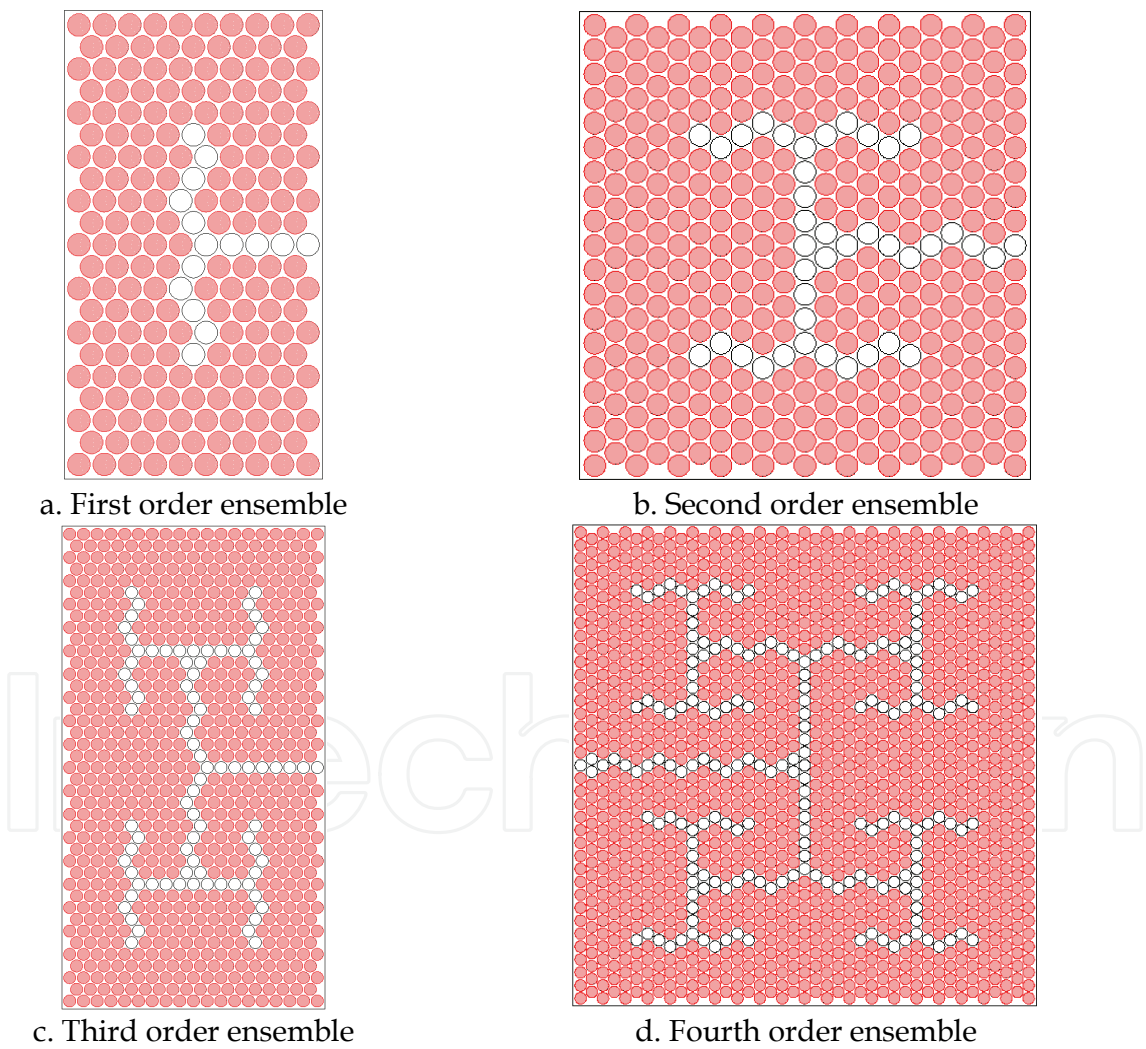 a. First order ensemble
b. Second order ensemble
c. Third order ensemble
d. Fourth order ensemble